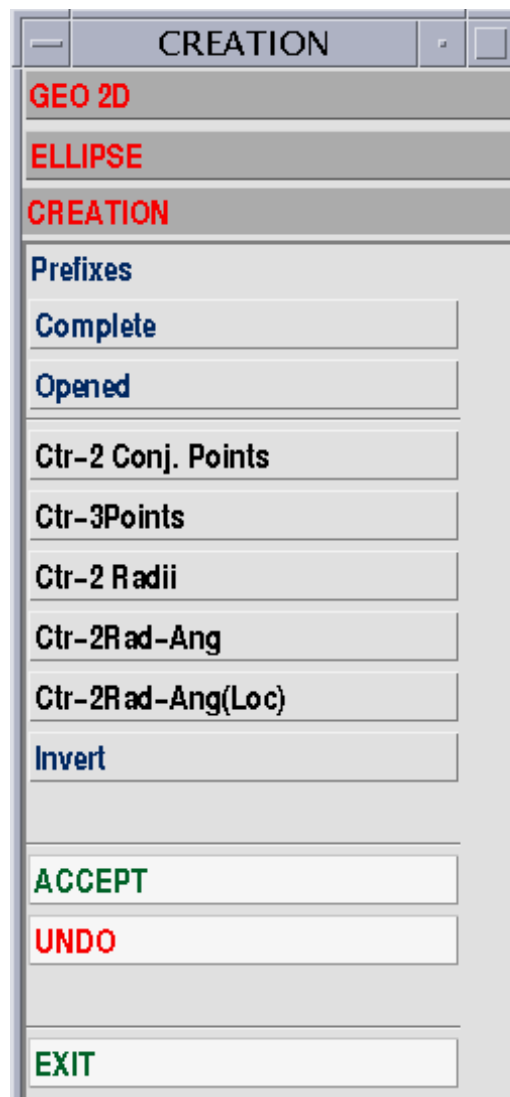 CREATION
GEO 2D
ELLIPSE
CREATION
Prefixes
Complete
Opened
Ctr-2 Conj. Points
Ctr-3Points
Ctr-2 Radii
Ctr-2Rad-Ang
Ctr-2Rad-Ang(Loc)
Invert
ACCEPT
UNDO
EXIT